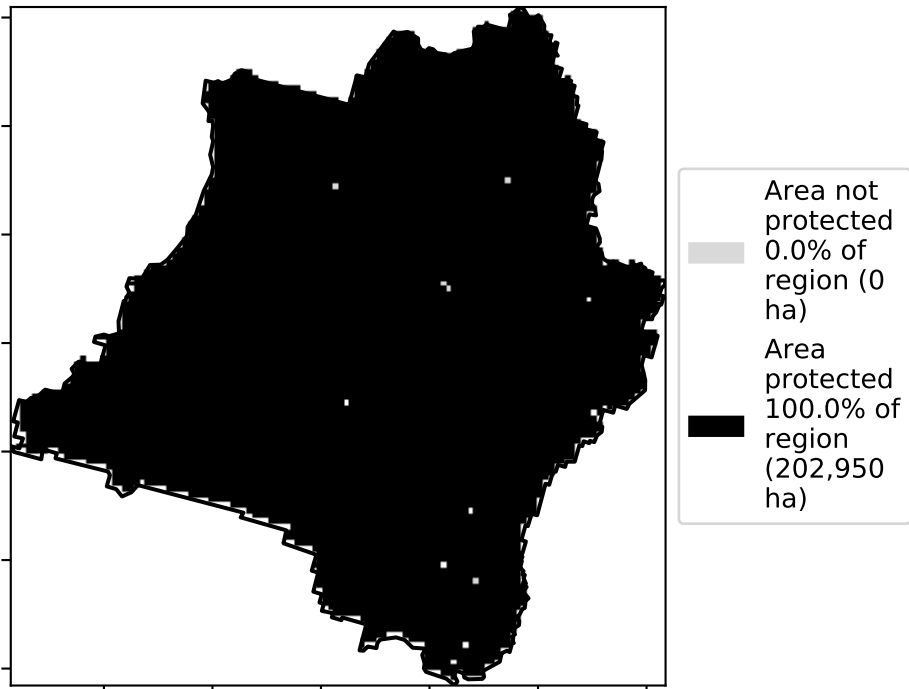 Area not
protected
0.0% of
region (0
ha)
Area
protected
100.0% of
region
(202,950
ha)